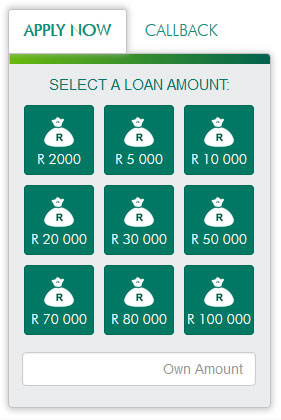 APPLY NOW CALLBACK
SELECT A LOAN AMOUNT:
R R R
R 2000 R 5 000 R 10 000
R R R
R 20 000 R 30 000 R 50 000
R R R
R 70 000 R 80 000 R 100 000
Own Amount